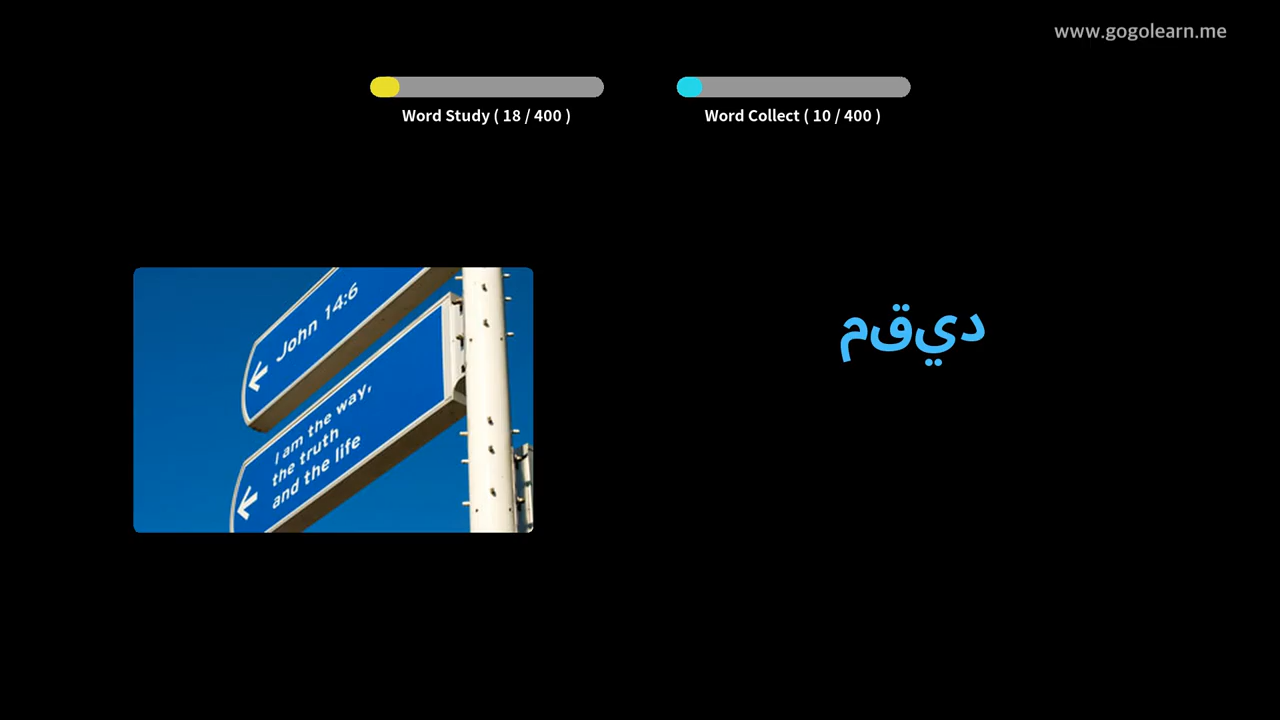 www.gogolearn.me
Word Study ( 18 / 400 )
Word Collect ( 10 / 400 )
John 14:6
I am the way,
the truth
and the life
ديقم